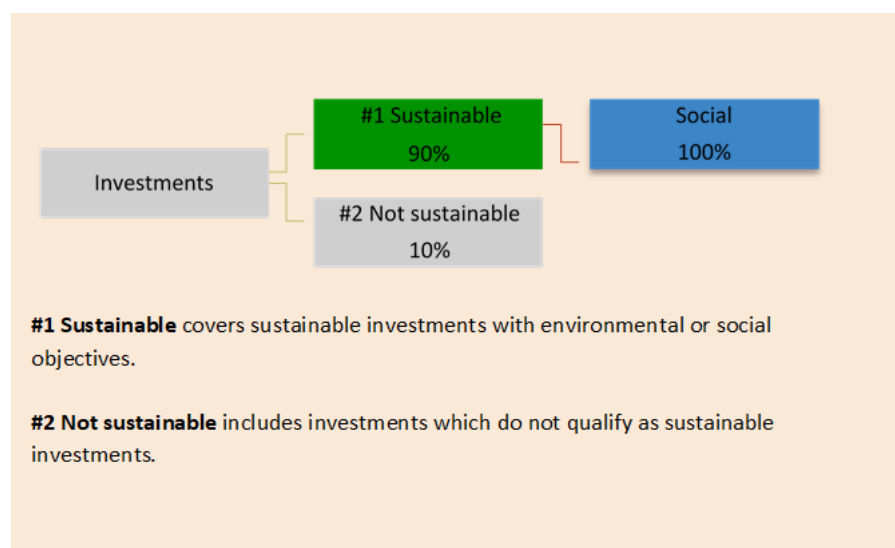 #1 Sustainable
90%
Social
100%
Investments
#2 Not sustainable
10%
#1 Sustainable covers sustainable investments with environmental or social
objectives.
#2 Not sustainable includes investments which do not qualify as sustainable
investments.